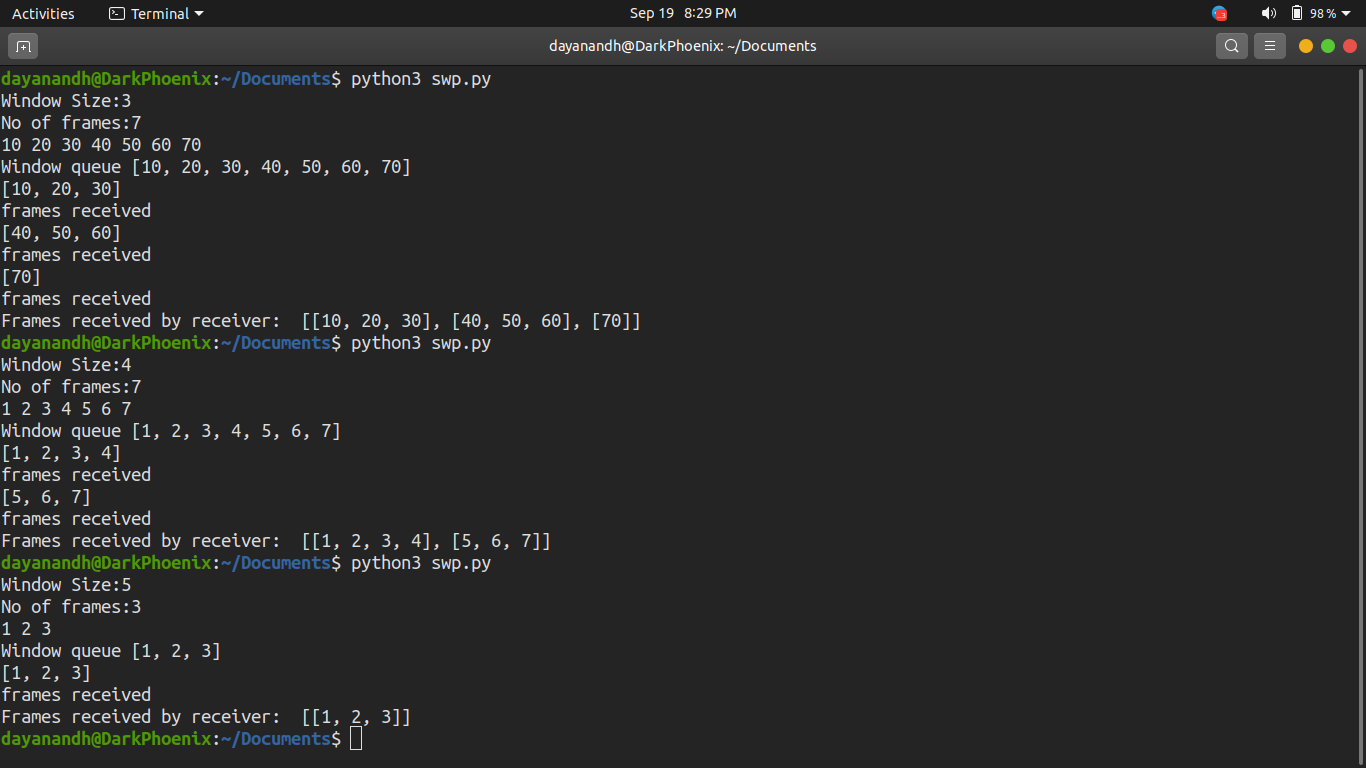 Activities Terminal Sep 19 8:29 PM 98 %
dayanandh@DarkPhoenix: ~/Documents
dayanandh@DarkPhoenix:~/Documents$ python3 swp.py
Window Size:3
No of frames:7
10 20 30 40 50 60 70
Window queue [10, 20, 30, 40, 50, 60, 70]
[10, 20, 30]
frames received
[40, 50, 60]
frames received
[70]
frames received
Frames received by receiver:  [[10, 20, 30], [40, 50, 60], [70]]
dayanandh@DarkPhoenix:~/Documents$ python3 swp.py
Window Size:4
No of frames:7
1 2 3 4 5 6 7
Window queue [1, 2, 3, 4, 5, 6, 7]
[1, 2, 3, 4]
frames received
[5, 6, 7]
frames received
Frames received by receiver:  [[1, 2, 3, 4], [5, 6, 7]]
dayanandh@DarkPhoenix:~/Documents$ python3 swp.py
Window Size:5
No of frames:3
1 2 3
Window queue [1, 2, 3]
[1, 2, 3]
frames received
Frames received by receiver:  [[1, 2, 3]]
dayanandh@DarkPhoenix:~/Documents$